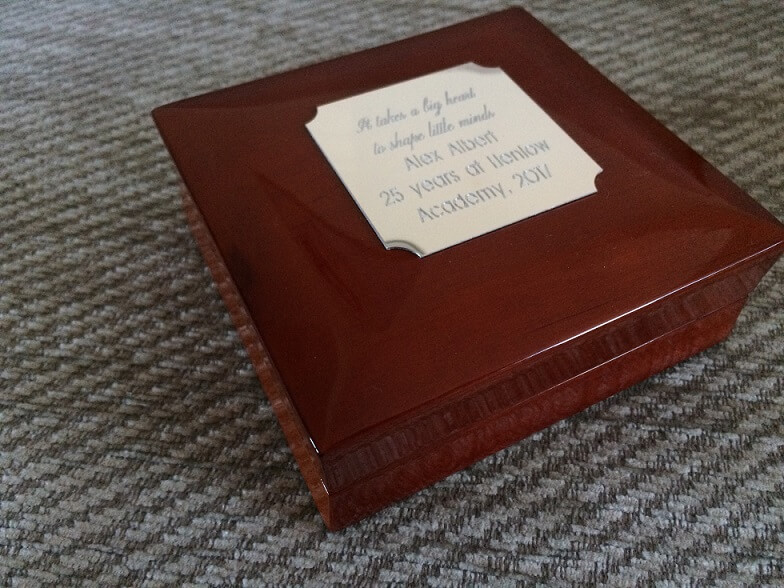 It takes a big heart
to shape little minds
Alex Albert
25 years at Henlow
Academy, 2017